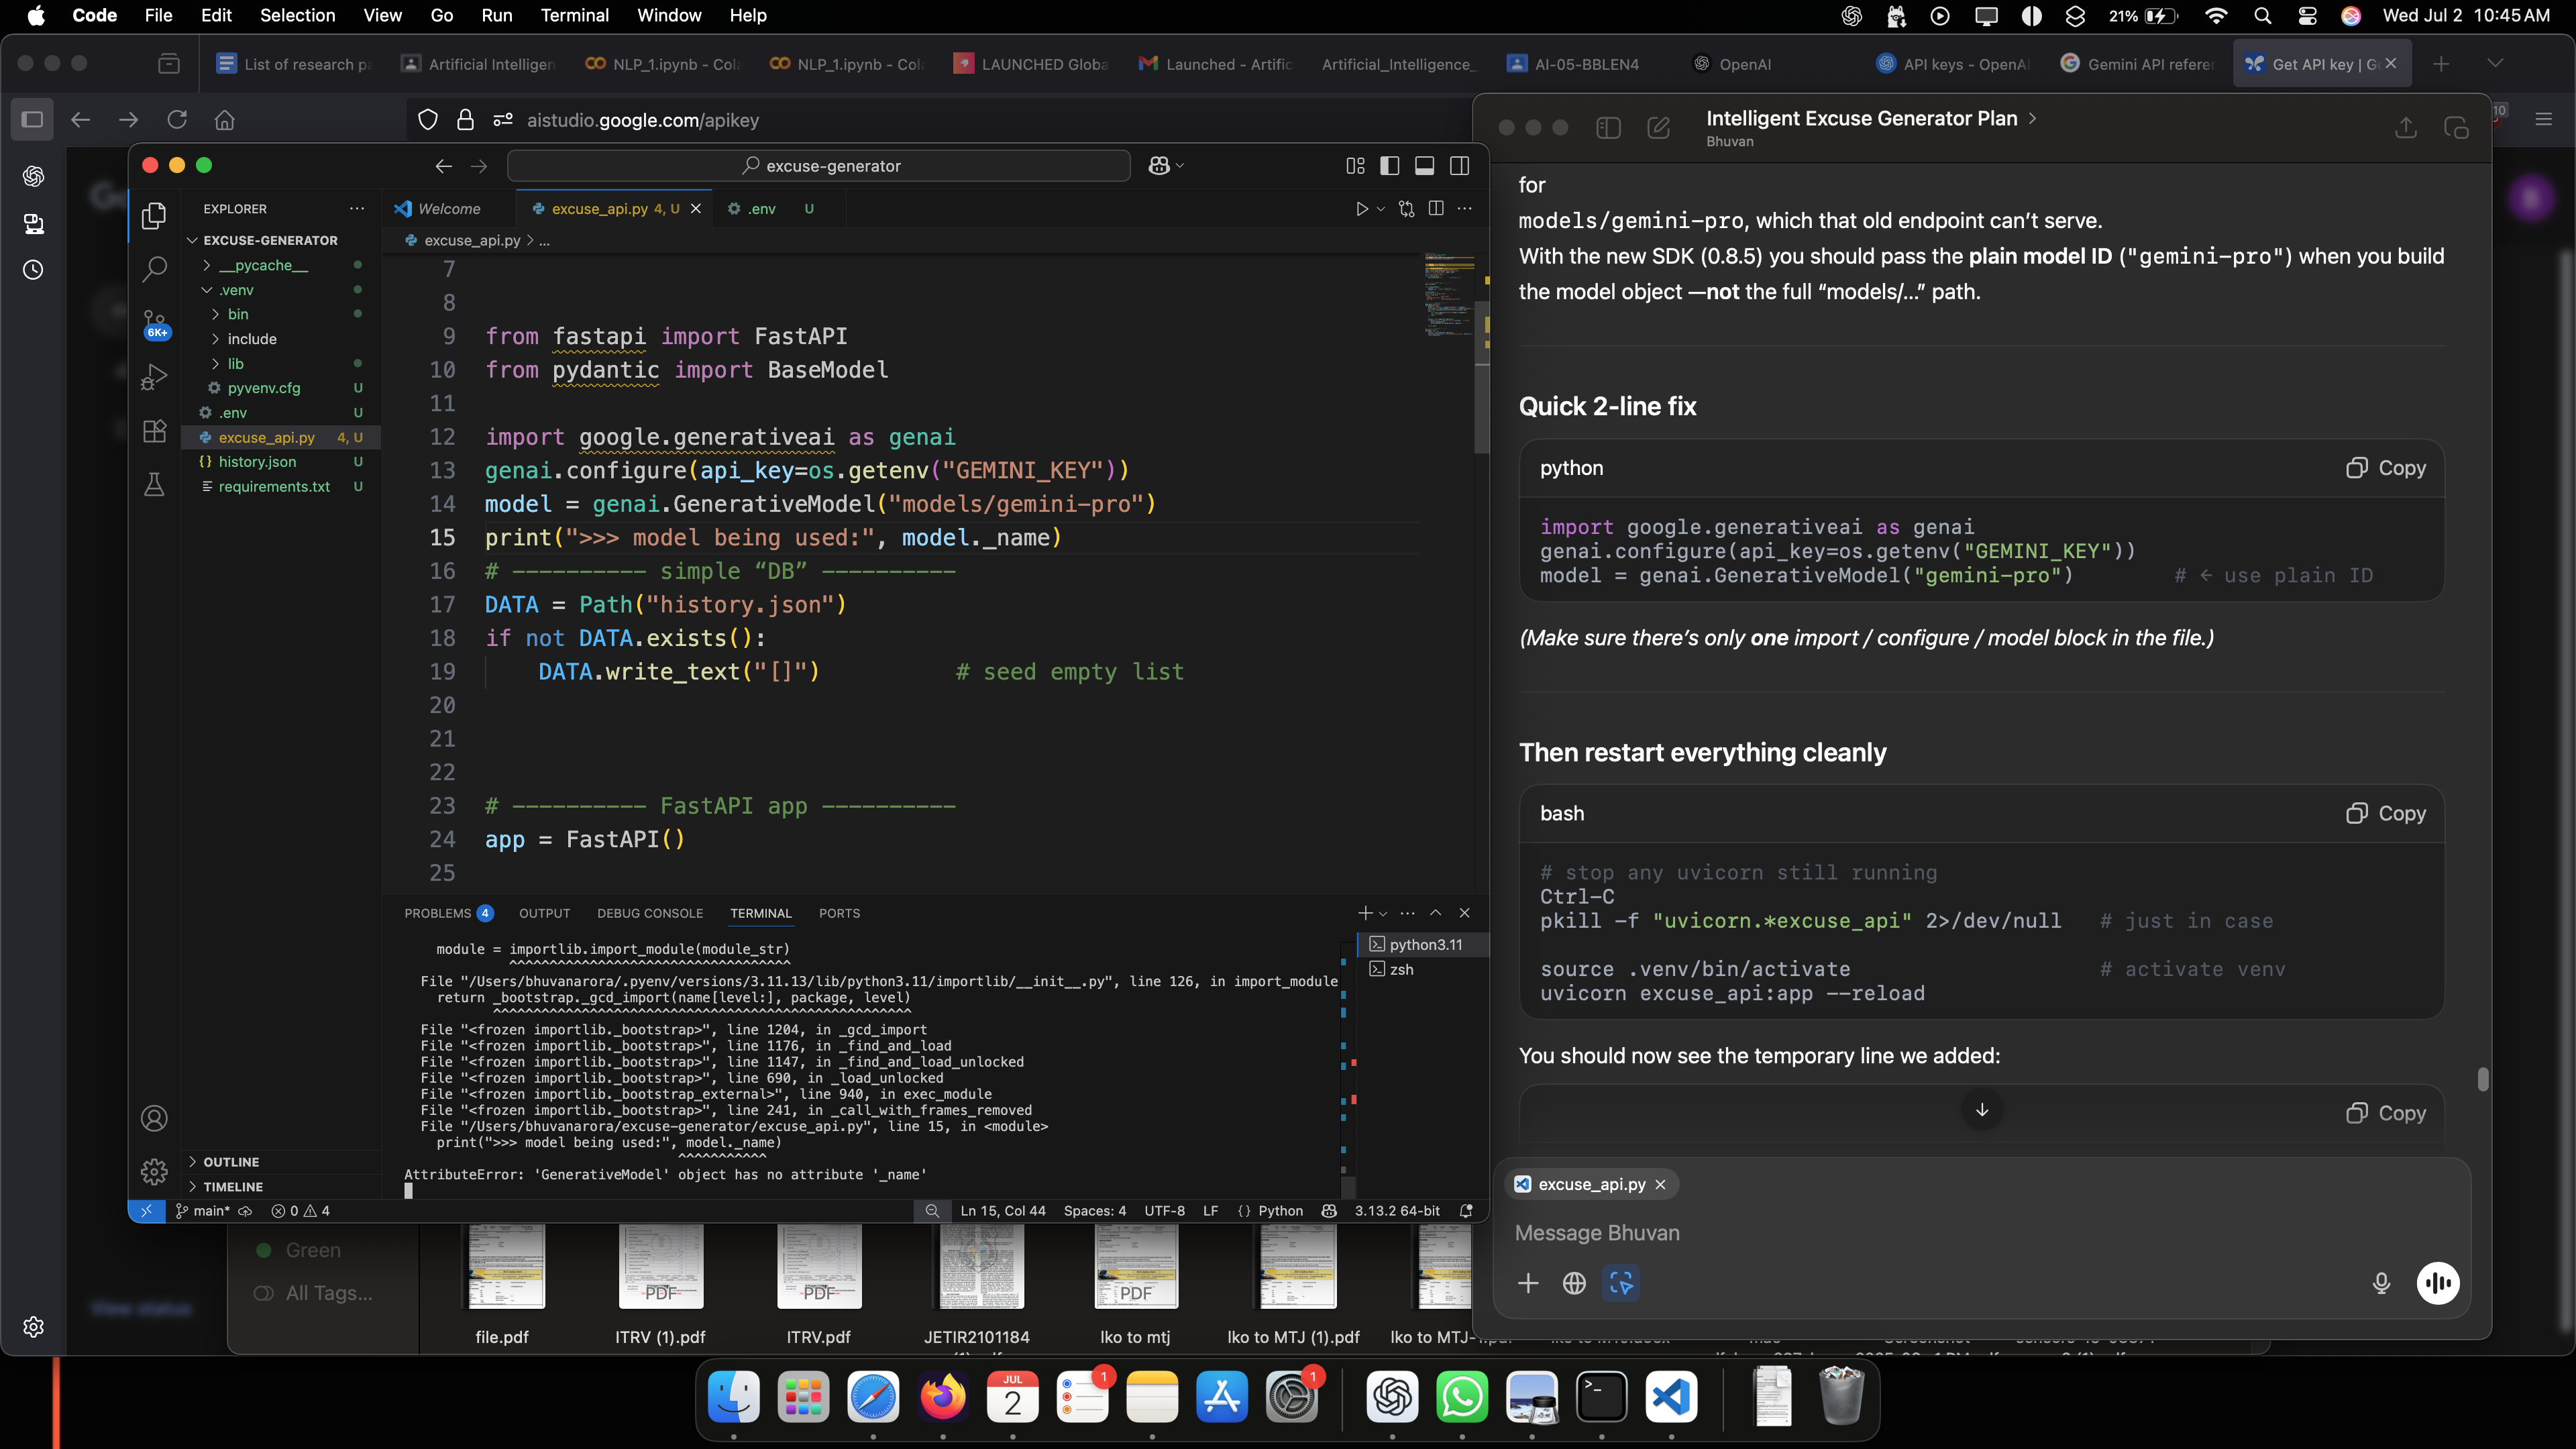 Code File Edit Selection View Go Run Terminal Window Help
21% Wed Jul 2 10:45 AM
List of research pa
Artificial Intelligen
NLP_1.ipynb - Cola
NLP_1.ipynb - Cola
LAUNCHED Globa
Launched - Artific
Artificial_Intelligence_
AI-05-BBLEN4
OpenAI
API keys - OpenAI
Gemini API referen
Get API key | G
aistudio.google.com/apikey
excuse-generator
EXPLORER
Welcome
excuse_api.py 4, U
.env U
EXCUSE-GENERATOR
__pycache__
.venv
bin
include
lib
pyvenv.cfg U
.env U
excuse_api.py 4, U
history.json U
requirements.txt U
6K+
OUTLINE
TIMELINE
excuse_api.py > ...
7
8
9 from fastapi import FastAPI
10 from pydantic import BaseModel
11
12 import google.generativeai as genai
13 genai.configure(api_key=os.getenv("GEMINI_KEY"))
14 model = genai.GenerativeModel("models/gemini-pro")
15 print(">>> model being used:", model._name)
16 # ---------- simple “DB” ----------
17 DATA = Path("history.json")
18 if not DATA.exists():
19 DATA.write_text("[]") # seed empty list
20
21
22
23 # ---------- FastAPI app ----------
24 app = FastAPI()
25
PROBLEMS 4 OUTPUT DEBUG CONSOLE TERMINAL PORTS
module = importlib.import_module(module_str)
^^^^^^^^^^^^^^^^^^^^^^^^^^^^^^^^^^^
File "/Users/bhuvanarora/.pyenv/versions/3.11.13/lib/python3.11/importlib/__init__.py", line 126, in import_module
return _bootstrap._gcd_import(name[level:], package, level)
^^^^^^^^^^^^^^^^^^^^^^^^^^^^^^^^^^^^^^^^^^^^^^^^^^^^
File "<frozen importlib._bootstrap>", line 1204, in _gcd_import
File "<frozen importlib._bootstrap>", line 1176, in _find_and_load
File "<frozen importlib._bootstrap>", line 1147, in _find_and_load_unlocked
File "<frozen importlib._bootstrap>", line 690, in _load_unlocked
File "<frozen importlib._bootstrap_external>", line 940, in exec_module
File "<frozen importlib._bootstrap>", line 241, in _call_with_frames_removed
File "/Users/bhuvanarora/excuse-generator/excuse_api.py", line 15, in <module>
print(">>> model being used:", model._name)
^^^^^^^^^^^
AttributeError: 'GenerativeModel' object has no attribute '_name'
python3.11
zsh
main* 0 4 Ln 15, Col 44 Spaces: 4 UTF-8 LF {} Python 3.13.2 64-bit
Intelligent Excuse Generator Plan >
Bhuvan
10
for
models/gemini-pro, which that old endpoint can’t serve.
With the new SDK (0.8.5) you should pass the plain model ID ("gemini-pro") when you build
the model object —not the full “models/…” path.
Quick 2-line fix
python Copy
import google.generativeai as genai
genai.configure(api_key=os.getenv("GEMINI_KEY"))
model = genai.GenerativeModel("gemini-pro") # ← use plain ID
(Make sure there’s only one import / configure / model block in the file.)
Then restart everything cleanly
bash Copy
# stop any uvicorn still running
Ctrl-C
pkill -f "uvicorn.*excuse_api" 2>/dev/null # just in case
source .venv/bin/activate # activate venv
uvicorn excuse_api:app --reload
You should now see the temporary line we added:
Copy
excuse_api.py
Message Bhuvan
View status
Green
All Tags...
PDF
PDF
PDF
file.pdf
ITRV (1).pdf
ITRV.pdf
JETIR2101184
lko to mtj
lko to MTJ (1).pdf
lko to MTJ-
JUL
2
1
1